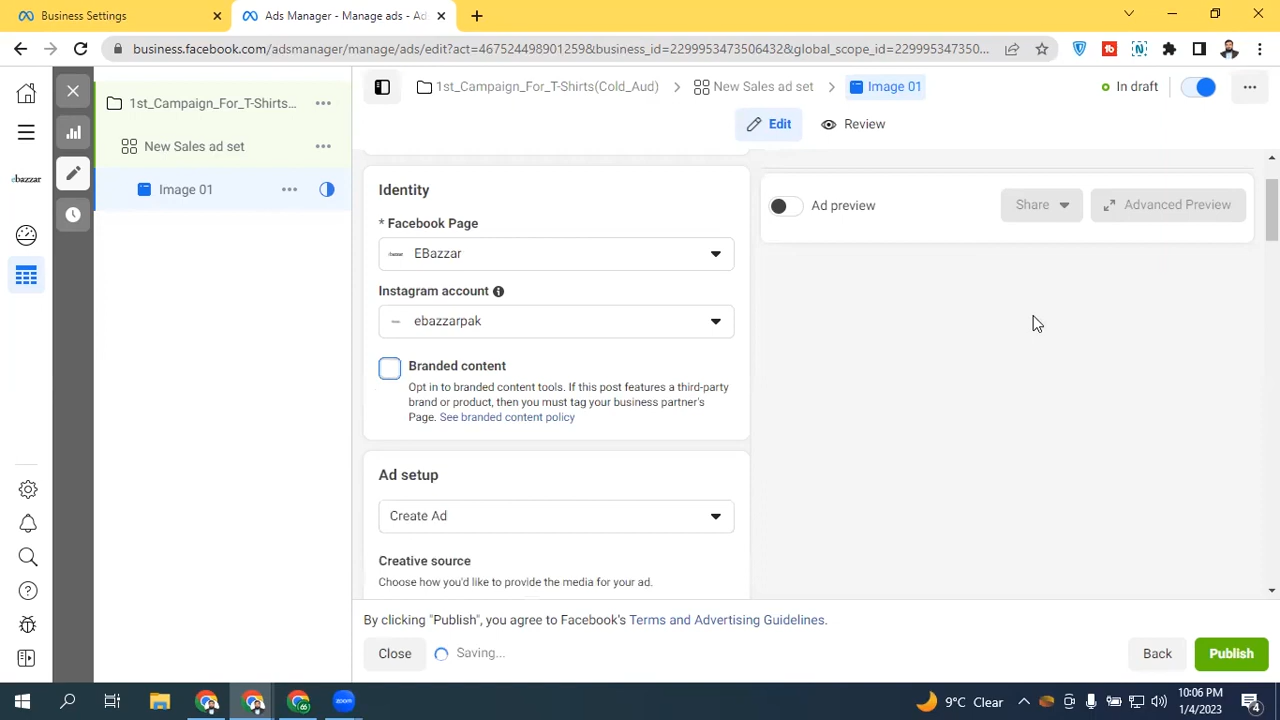 Business Settings
Ads Manager - Manage ads - Ads
business.facebook.com/adsmanager/manage/ads/edit?act=467524498901259&business_id=2299953473506432&global_scope_id=229995347350...
1st_Campaign_For_T-Shirts(Cold_Aud)
New Sales ad set
Image 01
In draft
1st_Campaign_For_T-Shirts...
Edit
Review
New Sales ad set
ebazzar
Image 01
Identity
* Facebook Page
EBazzar
Instagram account
ebazzarpak
Branded content
Opt in to branded content tools. If this post features a third-party
brand or product, then you must tag your business partner's
Page. See branded content policy
Ad preview
Share
Advanced Preview
Ad setup
Create Ad
Creative source
Choose how you'd like to provide the media for your ad.
By clicking "Publish", you agree to Facebook's Terms and Advertising Guidelines.
Close
Saving...
Back
Publish
zoom
9°C Clear
10:06 PM
1/4/2023
4